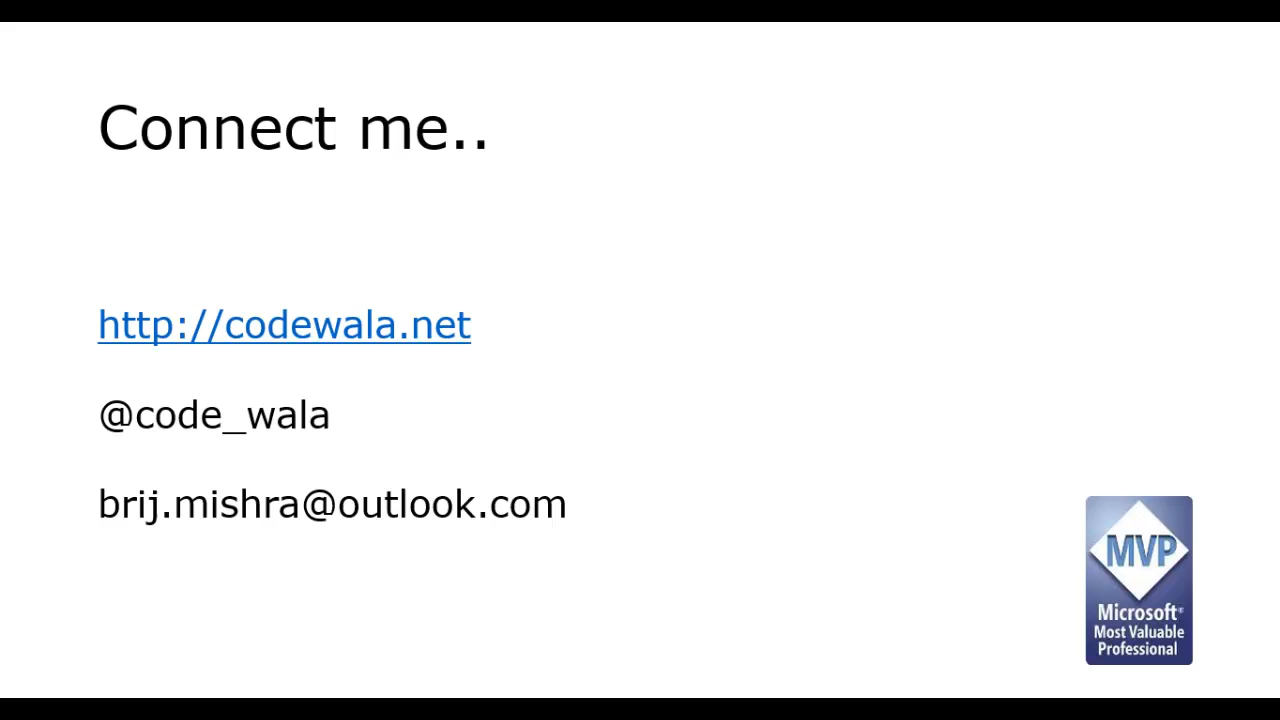 Connect me..
http://codewala.net
@code_wala
brij.mishra@outlook.com
MVP
Microsoft®
Most Valuable
Professional